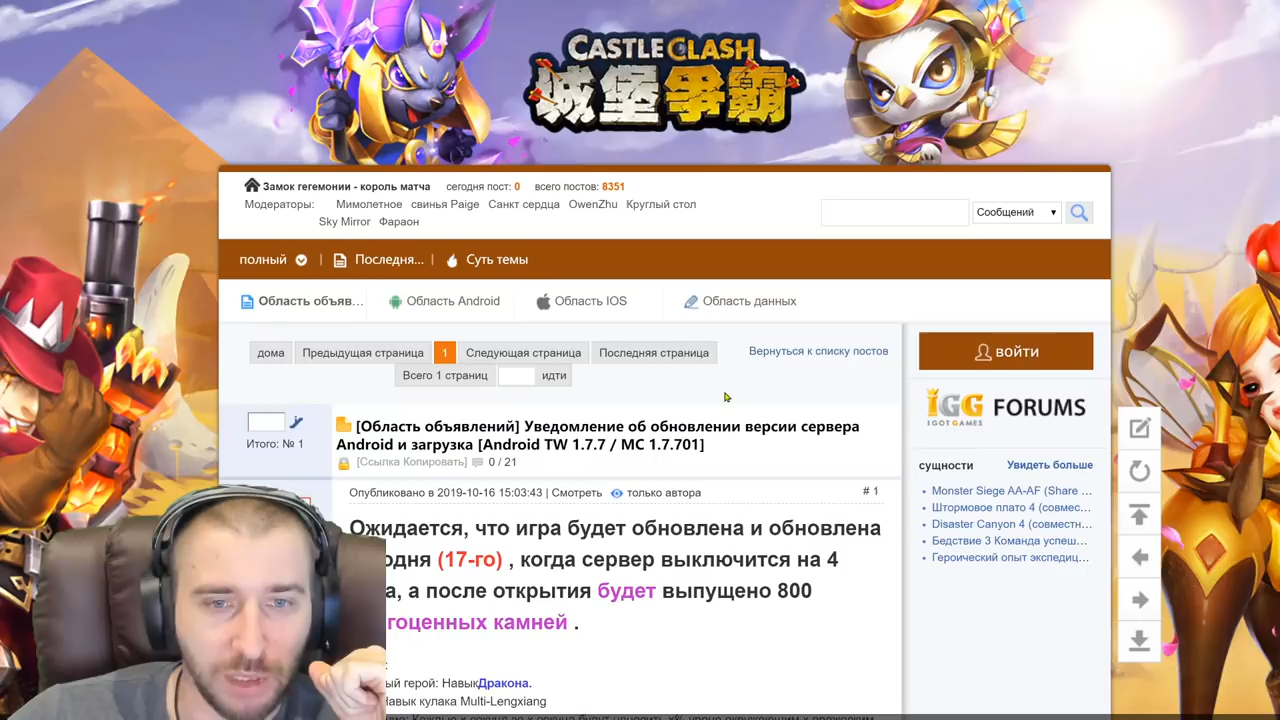 CASTLE CLASH
城堡爭霸
Замок гегемонии - король матча сегодня пост: 0 всего постов: 8351
Модераторы: Мимолетное свинья Paige Санкт сердца OwenZhu Круглый стол
Sky Mirror Фараон
Сообщений
полный | Последня... | Суть темы
Область объяв... Область Android Область IOS Область данных
дома Предыдущая страница 1 Следующая страница Последняя страница
Вернуться к списку постов
Всего 1 страниц идти
войти
IGG FORUMS
I GOT GAMES
Итого: № 1
[Область объявлений] Уведомление об обновлении версии сервера
Android и загрузка [Android TW 1.7.7 / MC 1.7.701]
[Ссылка Копировать] 0 / 21
сущности Увидеть больше
Monster Siege AA-AF (Share ...
Штормовое плато 4 (совмес...
Disaster Canyon 4 (совместн...
Бедствие 3 Команда успеш...
Героический опыт экспедиц...
Опубликовано в 2019-10-16 15:03:43 | Смотреть только автора # 1
Ожидается, что игра будет обновлена и обновлена
одня (17-го) , когда сервер выключится на 4
а, а после открытия будет выпущено 800
гоценных камней .
:
ый герой: НавыкДракона.
авык кулака Multi-Lengxiang